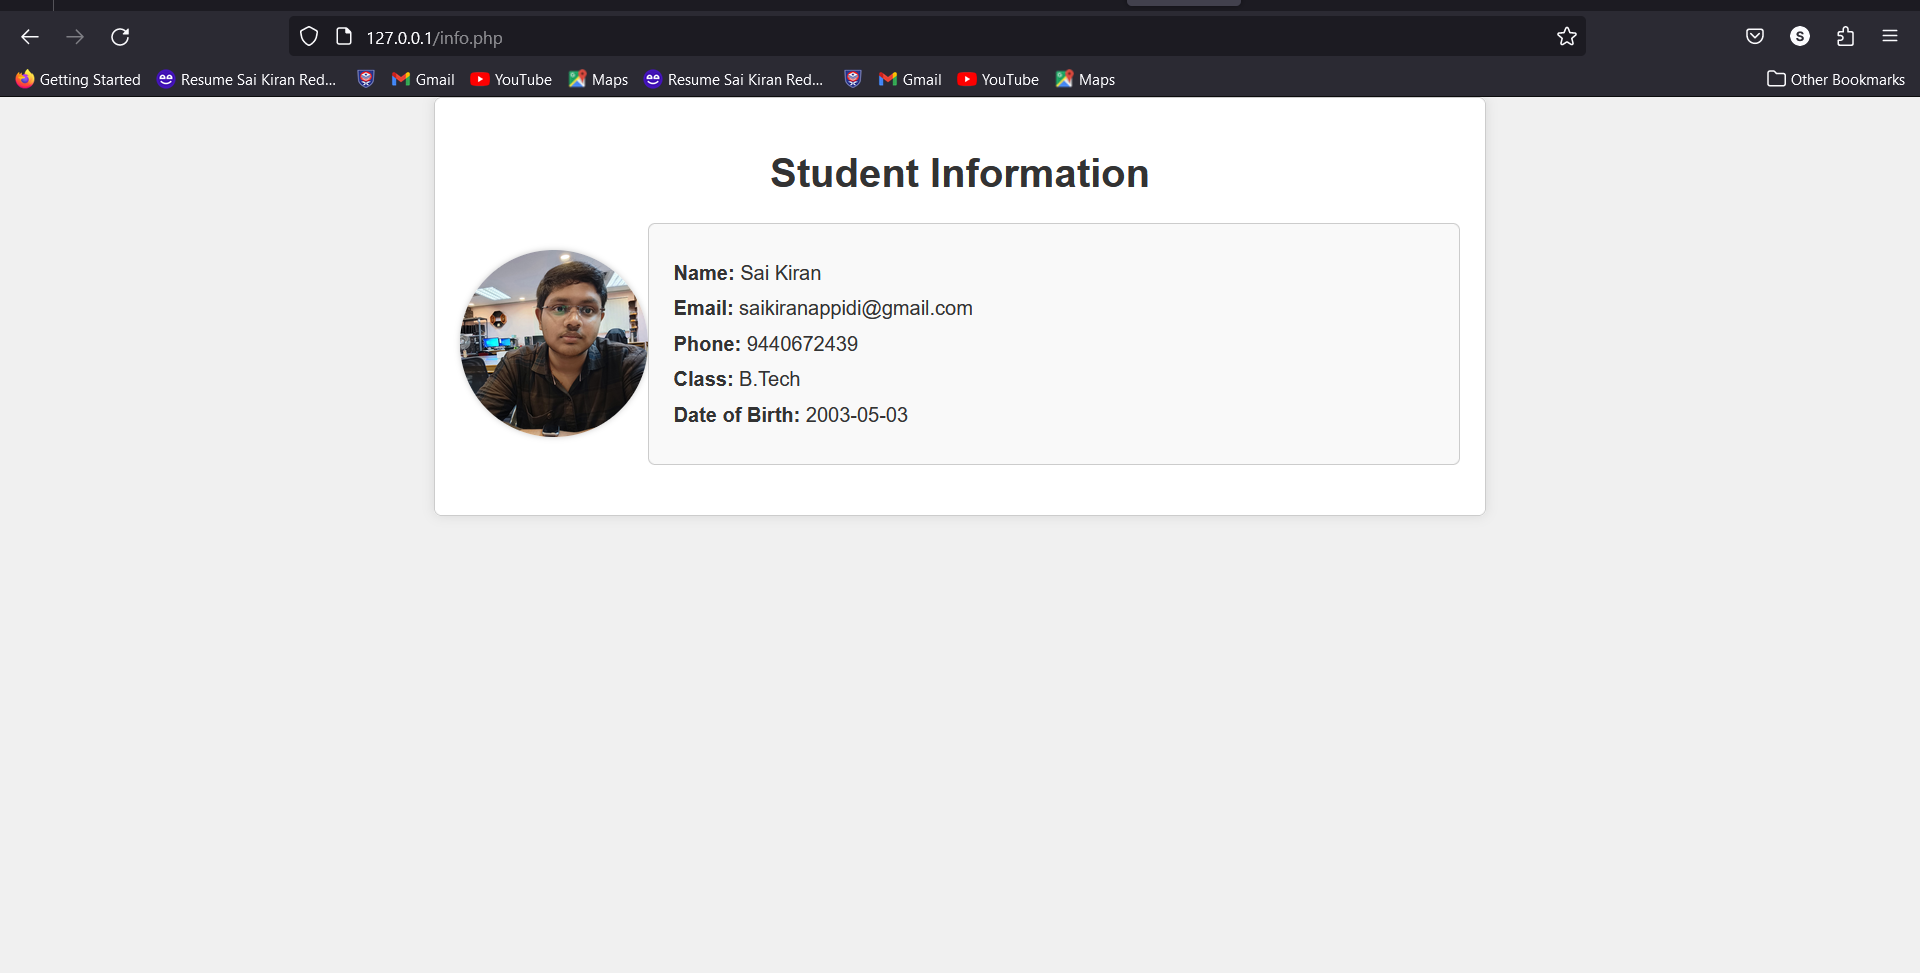 127.0.0.1/info.php
S
Getting Started Resume Sai Kiran Red... Gmail YouTube Maps Resume Sai Kiran Red... Gmail YouTube Maps Other Bookmarks
Student Information
Name: Sai Kiran
Email: saikiranappidi@gmail.com
Phone: 9440672439
Class: B.Tech
Date of Birth: 2003-05-03